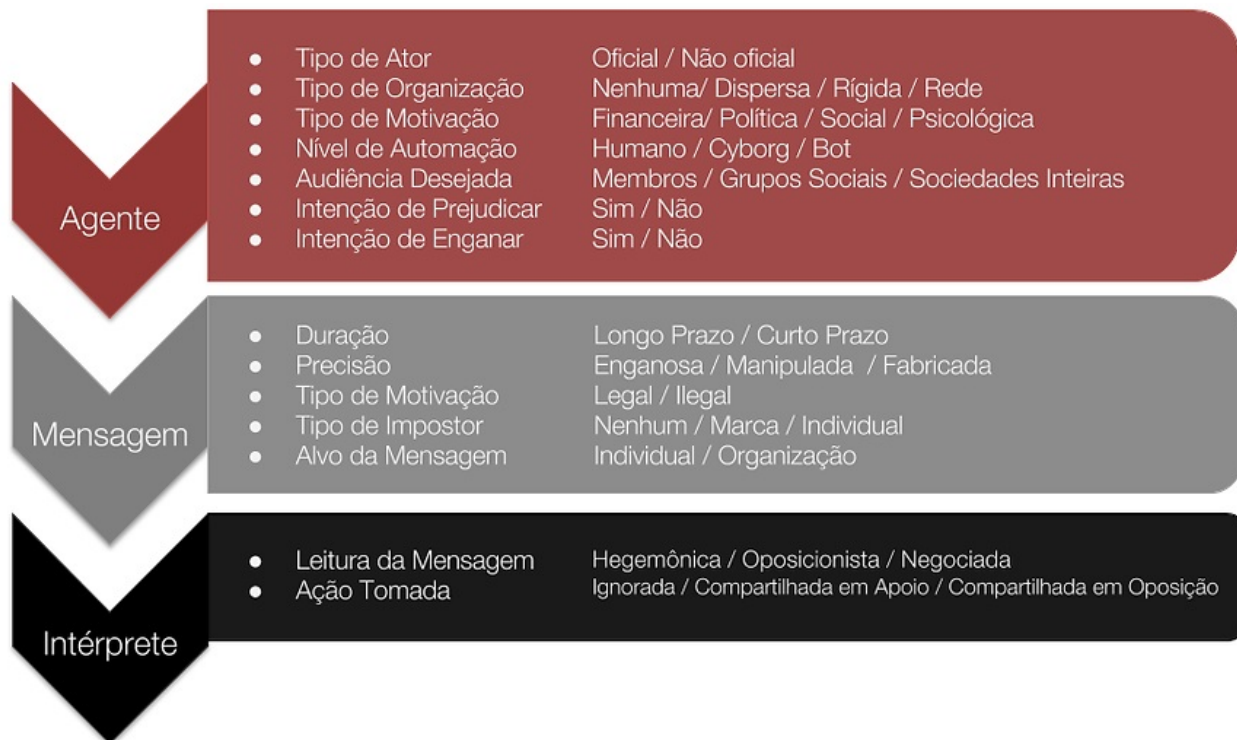 Agente
● Tipo de Ator Oficial / Não oficial
● Tipo de Organização Nenhuma/ Dispersa / Rígida / Rede
● Tipo de Motivação Financeira/ Política / Social / Psicológica
● Nível de Automação Humano / Cyborg / Bot
● Audiência Desejada Membros / Grupos Sociais / Sociedades Inteiras
● Intenção de Prejudicar Sim / Não
● Intenção de Enganar Sim / Não
Mensagem
● Duração Longo Prazo / Curto Prazo
● Precisão Enganosa / Manipulada / Fabricada
● Tipo de Motivação Legal / Ilegal
● Tipo de Impostor Nenhum / Marca / Individual
● Alvo da Mensagem Individual / Organização
Intérprete
● Leitura da Mensagem Hegemônica / Oposicionista / Negociada
● Ação Tomada Ignorada / Compartilhada em Apoio / Compartilhada em Oposição